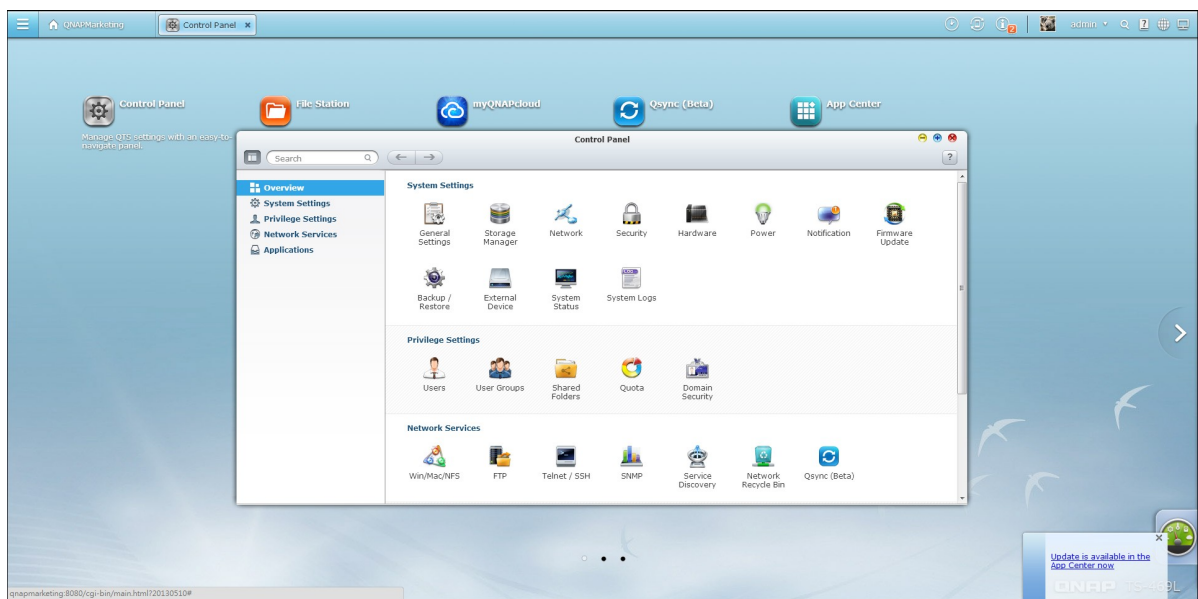 QNAPMarketing
Control Panel
2
admin
Control Panel
File Station
myQNAPcloud
Qsync (Beta)
App Center
Manage QTS settings with an easy-to-
navigate panel.
Control Panel
Search
Overview
System Settings
Privilege Settings
Network Services
Applications
System Settings
General
Settings
Storage
Manager
Network
Security
Hardware
Power
Notification
Firmware
Update
Backup /
Restore
External
Device
System
Status
System Logs
Privilege Settings
Users
User Groups
Shared
Folders
Quota
Domain
Security
Network Services
Win/Mac/NFS
FTP
Telnet / SSH
SNMP
Service
Discovery
Network
Recycle Bin
Qsync (Beta)
Update is available in the
App Center now
QNAP TS-469L
qnapmarketing:8080/cgi-bin/main.html?20130510#